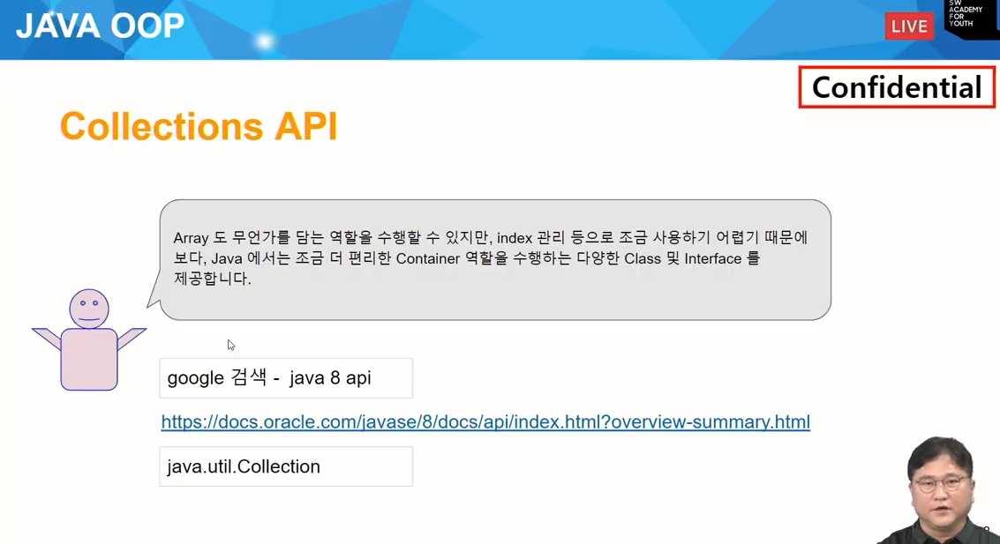 JAVA OOP
LIVE
SW
ACADEMY
FOR
YOUTH
Confidential
Collections API
Array 도 무언가를 담는 역할을 수행할 수 있지만, index 관리 등으로 조금 사용하기 어렵기 때문에
보다, Java 에서는 조금 더 편리한 Container 역할을 수행하는 다양한 Class 및 Interface 를
제공합니다.
google 검색 - java 8 api
https://docs.oracle.com/javase/8/docs/api/index.html?overview-summary.html
java.util.Collection